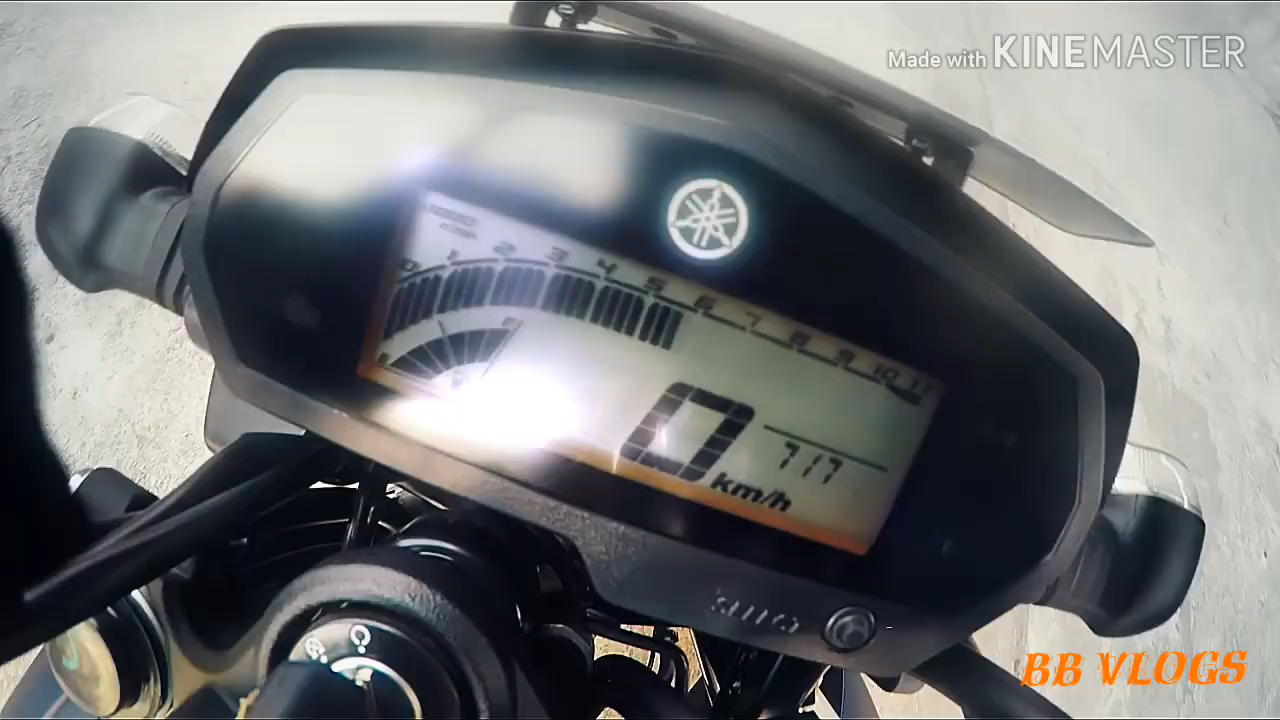 Made with KINEMASTER
0 1 2 3 4 5 6 7 8 9 10 11
E F
0 km/h
717
BB VLOGS